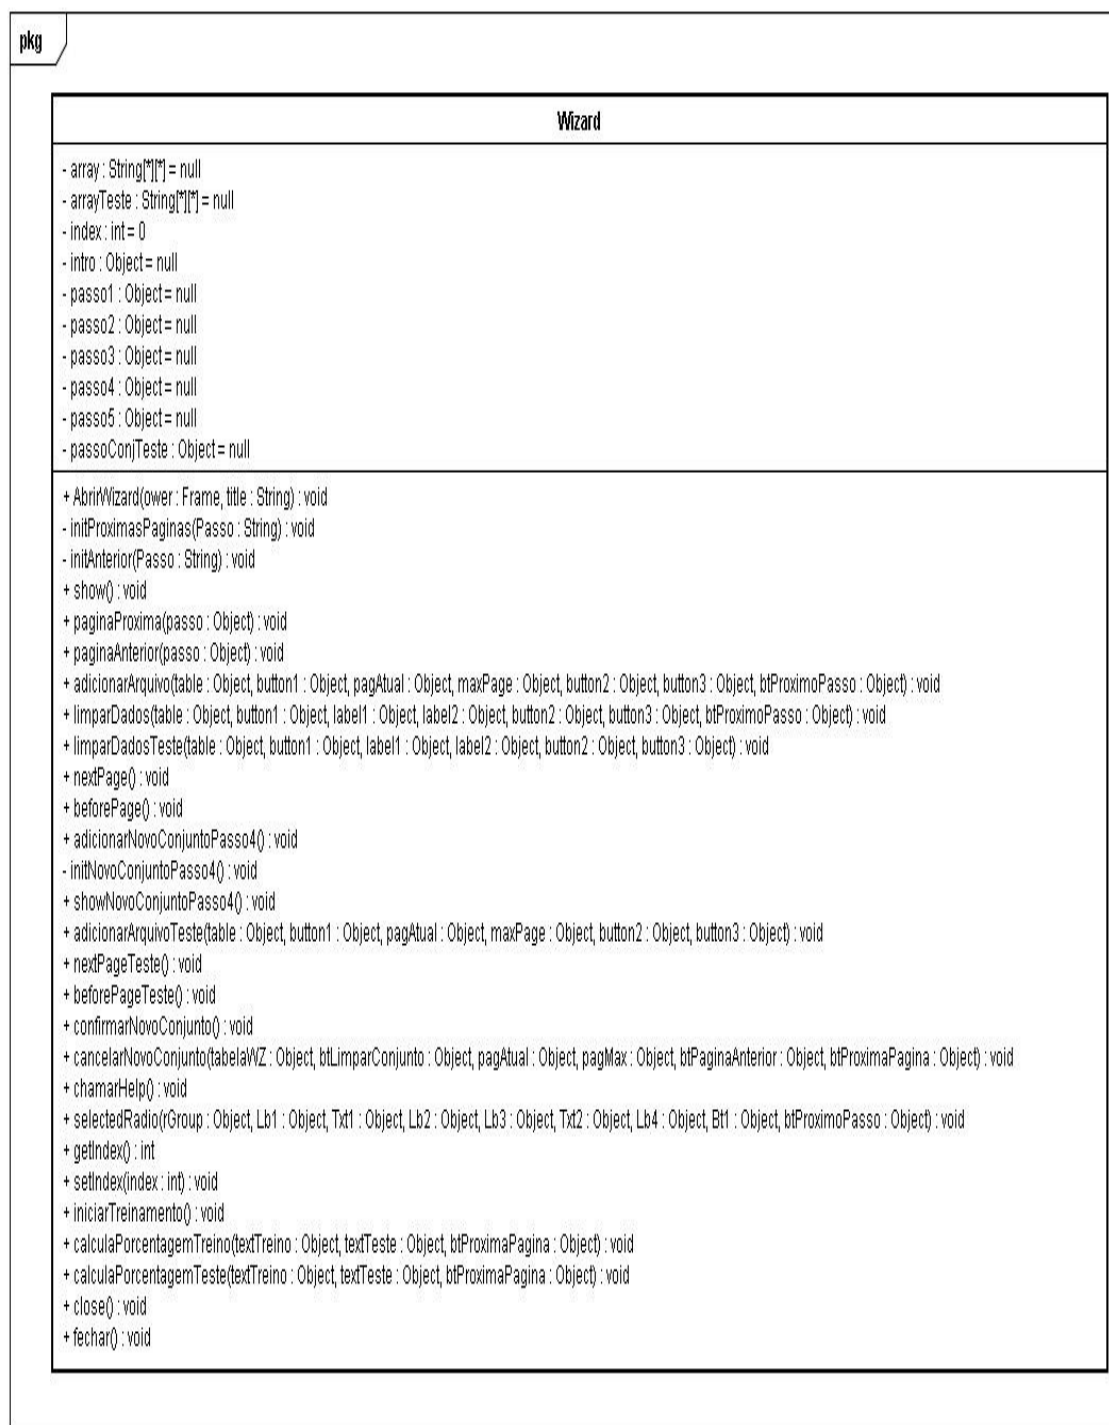 pkg
Wizard
- array : String[*][*] = null
- arrayTeste : String[*][*] = null
- index : int = 0
- intro : Object = null
- passo1 : Object = null
- passo2 : Object = null
- passo3 : Object = null
- passo4 : Object = null
- passo5 : Object = null
- passoConjTeste : Object = null
+ AbrirWizard(ower : Frame, title : String) : void
- initProximasPaginas(Passo : String) : void
- initAnterior(Passo : String) : void
+ show() : void
+ paginaProxima(passo : Object) : void
+ paginaAnterior(passo : Object) : void
+ adicionarArquivo(table : Object, button1 : Object, pagAtual : Object, maxPage : Object, button2 : Object, button3 : Object, btProximoPasso : Object) : void
+ limparDados(table : Object, button1 : Object, label1 : Object, label2 : Object, button2 : Object, button3 : Object, btProximoPasso : Object) : void
+ limparDadosTeste(table : Object, button1 : Object, label1 : Object, label2 : Object, button2 : Object, button3 : Object) : void
+ nextPage() : void
+ beforePage() : void
+ adicionarNovoConjuntoPasso4() : void
- initNovoConjuntoPasso4() : void
+ showNovoConjuntoPasso4() : void
+ adicionarArquivoTeste(table : Object, button1 : Object, pagAtual : Object, maxPage : Object, button2 : Object, button3 : Object) : void
+ nextPageTeste() : void
+ beforePageTeste() : void
+ confirmarNovoConjunto() : void
+ cancelarNovoConjunto(tabelaWZ : Object, btLimparConjunto : Object, pagAtual : Object, pagMax : Object, btPaginaAnterior : Object, btProximaPagina : Object) : void
+ chamarHelp() : void
+ selectedRadio(rGroup : Object, Lb1 : Object, Txt1 : Object, Lb2 : Object, Lb3 : Object, Txt2 : Object, Lb4 : Object, Bt1 : Object, btProximoPasso : Object) : void
+ getIndex() : int
+ setIndex(index : int) : void
+ iniciarTreinamento() : void
+ calculaPorcentagemTreino(textTreino : Object, textTeste : Object, btProximaPagina : Object) : void
+ calculaPorcentagemTeste(textTreino : Object, textTeste : Object, btProximaPagina : Object) : void
+ close() : void
+ fechar() : void